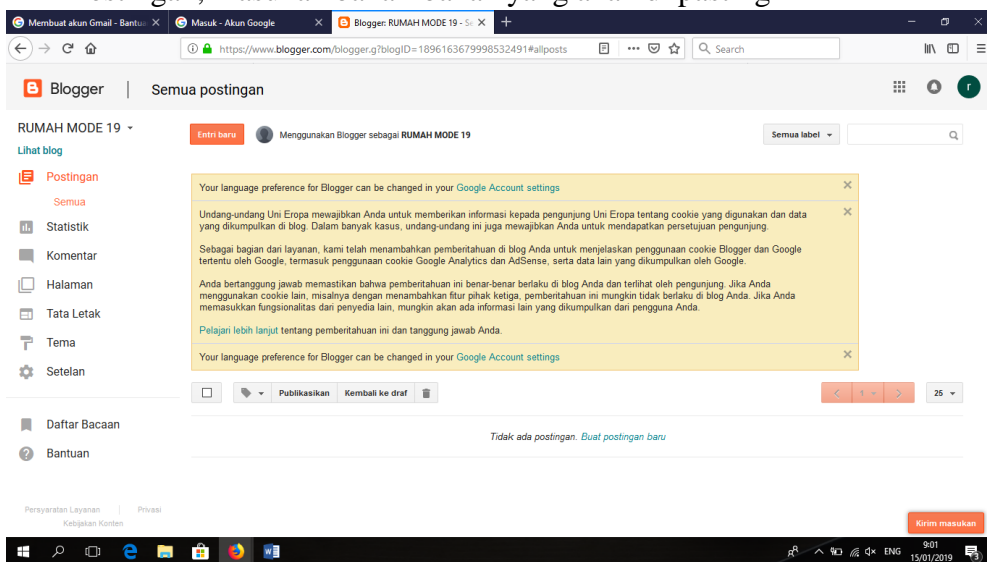 Membuat akun Gmail - Bantua
Masuk - Akun Google
Blogger: RUMAH MODE 19 - Se
https://www.blogger.com/blogger.g?blogID=1896163679998532491#allposts
Search
Blogger
Semua postingan
r
RUMAH MODE 19
Lihat blog
Entri baru
Menggunakan Blogger sebagai RUMAH MODE 19
Semua label
Postingan
Semua
Statistik
Komentar
Halaman
Tata Letak
Tema
Setelan
Daftar Bacaan
Bantuan
Your language preference for Blogger can be changed in your Google Account settings
Undang-undang Uni Eropa mewajibkan Anda untuk memberikan informasi kepada pengunjung Uni Eropa tentang cookie yang digunakan dan data
yang dikumpulkan di blog. Dalam banyak kasus, undang-undang ini juga mewajibkan Anda untuk mendapatkan persetujuan pengunjung.
Sebagai bagian dari layanan, kami telah menambahkan pemberitahuan di blog Anda untuk menjelaskan penggunaan cookie Blogger dan Google
tertentu oleh Google, termasuk penggunaan cookie Google Analytics dan AdSense, serta data lain yang dikumpulkan oleh Google.
Anda bertanggung jawab memastikan bahwa pemberitahuan ini benar-benar berlaku di blog Anda dan terlihat oleh pengunjung. Jika Anda
menggunakan cookie lain, misalnya dengan menambahkan fitur pihak ketiga, pemberitahuan ini mungkin tidak berlaku di blog Anda. Jika Anda
memasukkan fungsionalitas dari penyedia lain, mungkin akan ada informasi lain yang dikumpulkan dari pengguna Anda.
Pelajari lebih lanjut tentang pemberitahuan ini dan tanggung jawab Anda.
Your language preference for Blogger can be changed in your Google Account settings
Publikasikan
Kembali ke draf
1
25
Tidak ada postingan. Buat postingan baru
Persyaratan Layanan
Privasi
Kebijakan Konten
Kirim masukan
ENG
9:01
15/01/2019
3